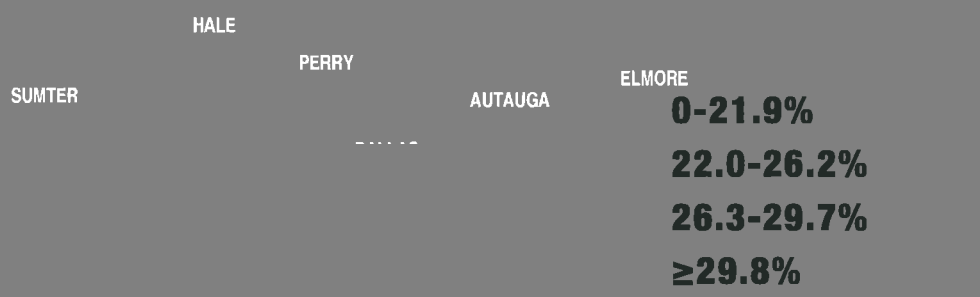 HALE
PERRY
SUMTER
ELMORE
AUTAUGA
0-21.9%
22.0-26.2%
26.3-29.7%
≥29.8%